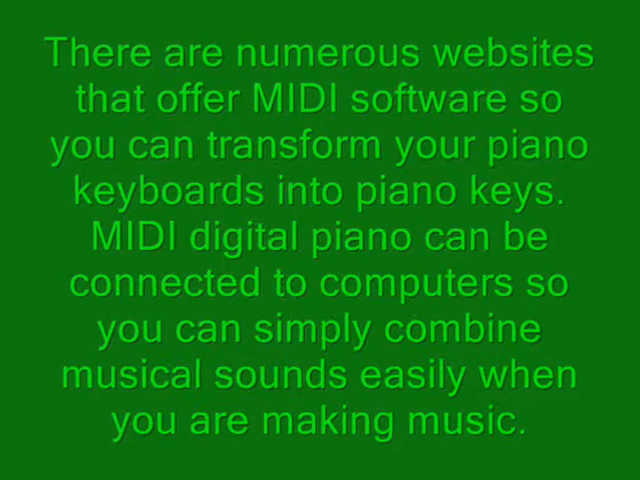 There are numerous websites
that offer MIDI software so
you can transform your piano
keyboards into piano keys.
MIDI digital piano can be
connected to computers so
you can simply combine
musical sounds easily when
you are making music.